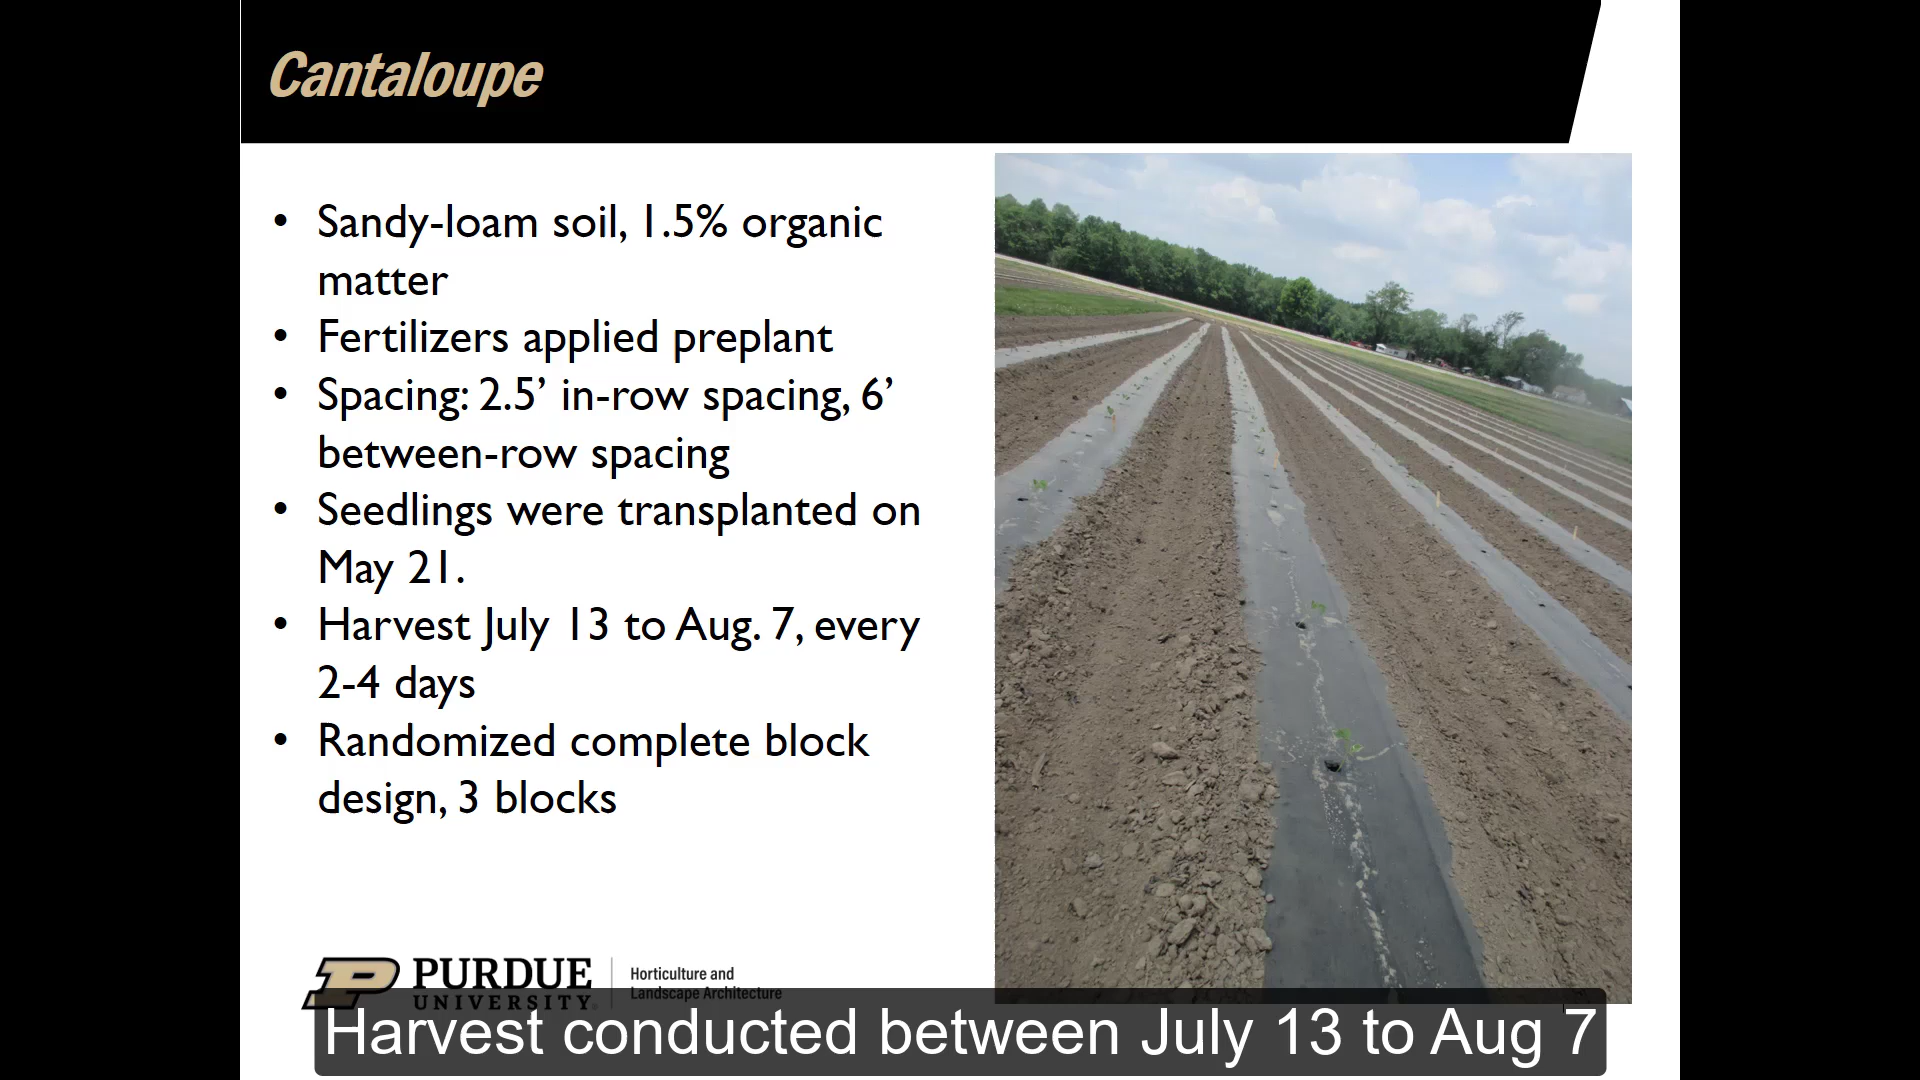 Cantaloupe
• Sandy-loam soil, 1.5% organic
matter
• Fertilizers applied preplant
• Spacing: 2.5’ in-row spacing, 6’
between-row spacing
• Seedlings were transplanted on
May 21.
• Harvest July 13 to Aug. 7, every
2-4 days
• Randomized complete block
design, 3 blocks
PURDUE
UNIVERSITY
Horticulture and
Landscape Architecture
Harvest conducted between July 13 to Aug 7